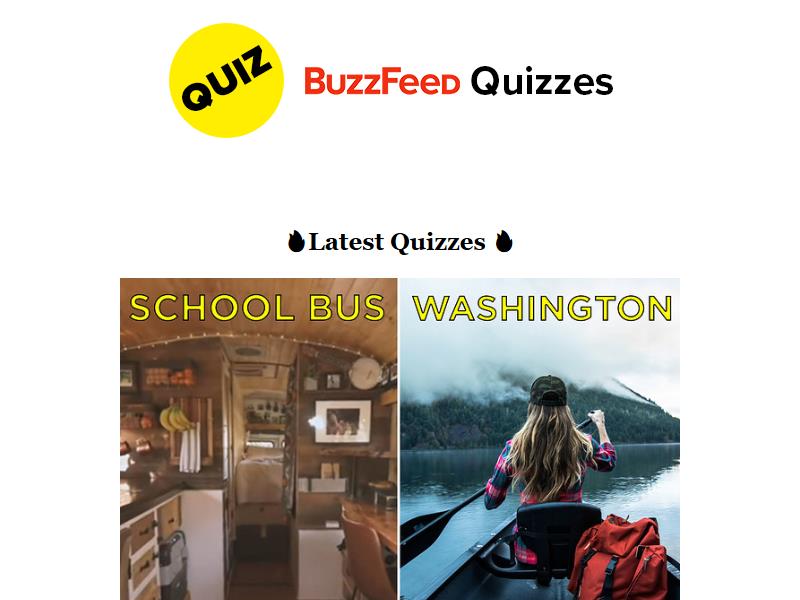 QUIZ
BuzzFeed Quizzes
🔥Latest Quizzes 🔥
SCHOOL BUS
WASHINGTON